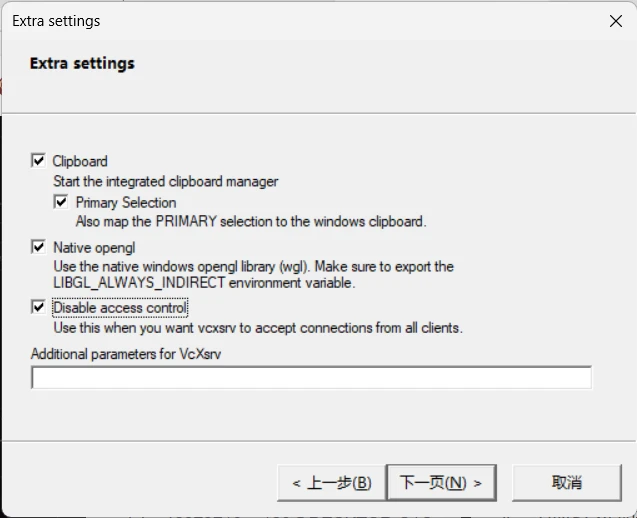 Extra settings
Extra settings
Clipboard
Start the integrated clipboard manager
Primary Selection
Also map the PRIMARY selection to the windows clipboard.
Native opengl
Use the native windows opengl library (wgl). Make sure to export the
LIBGL_ALWAYS_INDIRECT environment variable.
Disable access control
Use this when you want vcxsrv to accept connections from all clients.
Additional parameters for VcXsrv
< 上一步(B) 下一页(N) > 取消